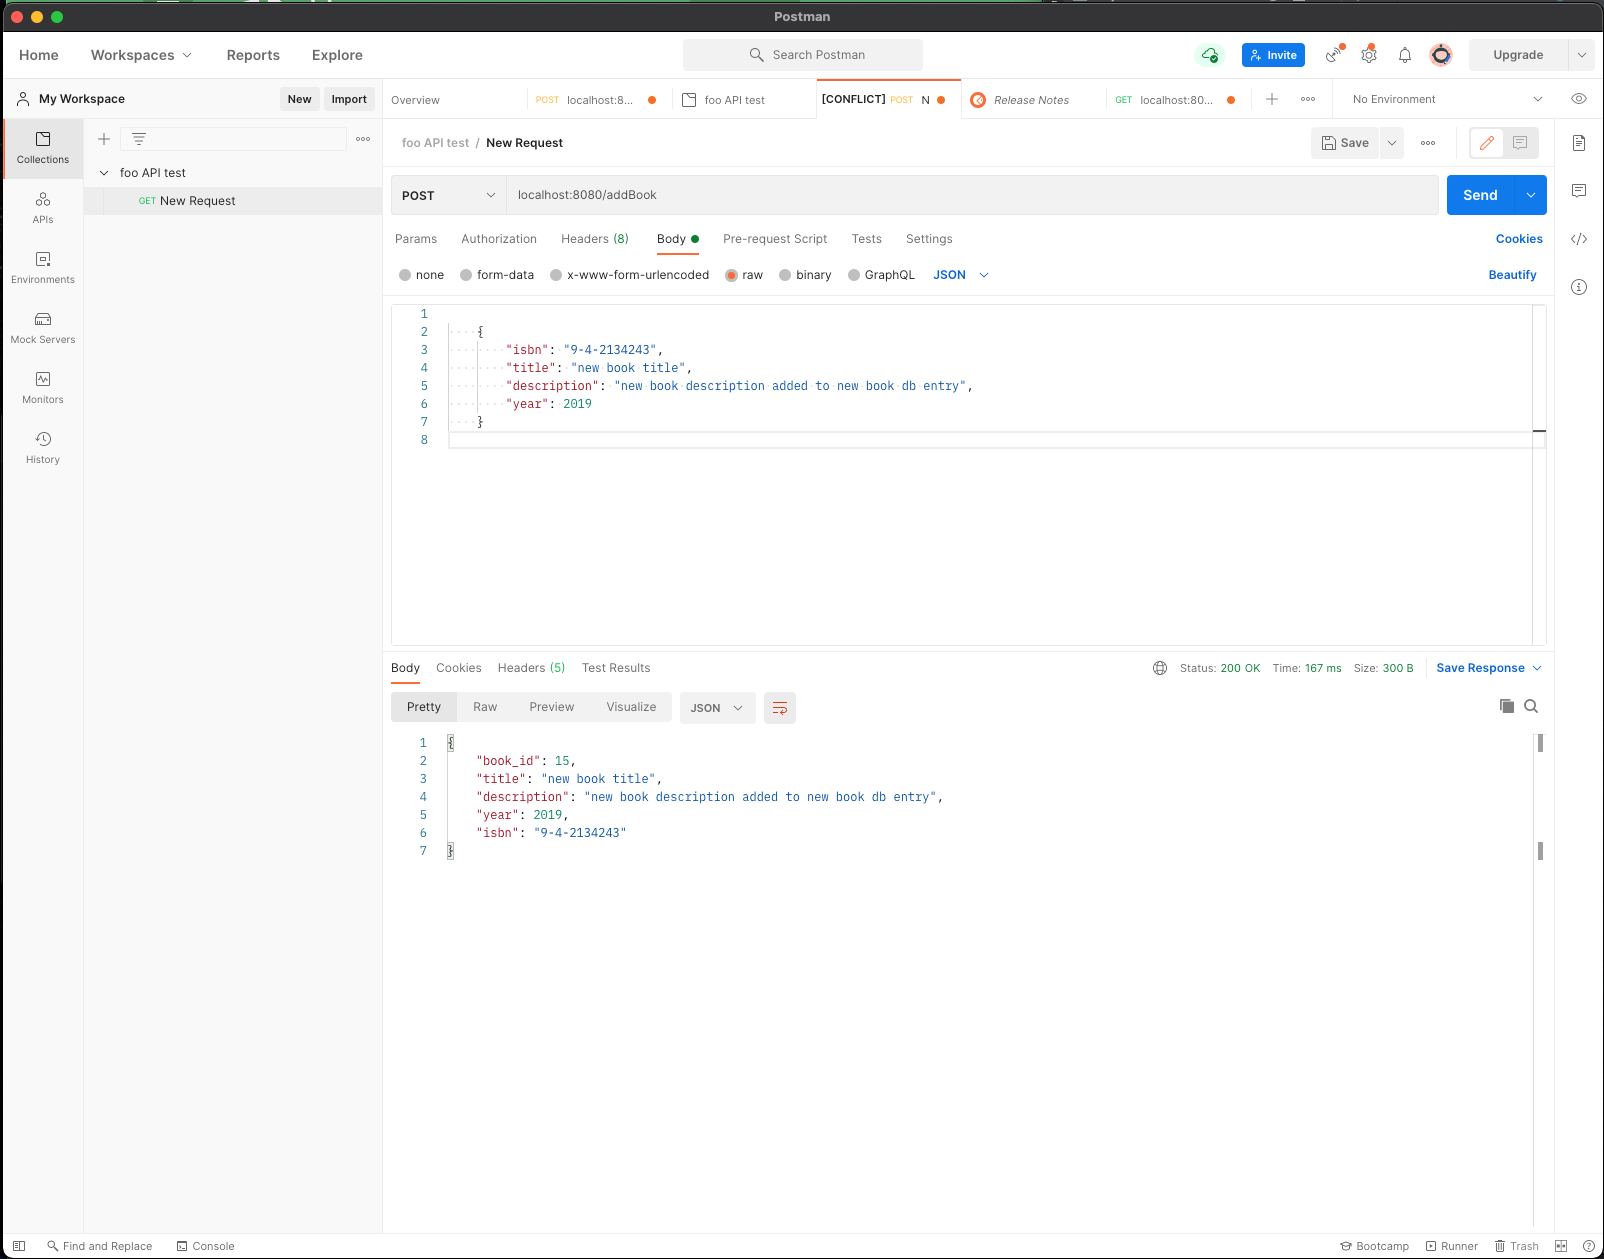 Postman
Home Workspaces Reports Explore Search Postman Invite Upgrade
My Workspace New Import Overview POST localhost:8... foo API test [CONFLICT] POST N Release Notes GET localhost:80... No Environment
Collections
APIs
Environments
Mock Servers
Monitors
History
foo API test
GET New Request
foo API test / New Request Save
POST localhost:8080/addBook Send
Params Authorization Headers (8) Body Pre-request Script Tests Settings Cookies
none form-data x-www-form-urlencoded raw binary GraphQL JSON Beautify
1
2 {
3 "isbn": "9-4-2134243",
4 "title": "new book title",
5 "description": "new book description added to new book db entry",
6 "year": 2019
7 }
8
Body Cookies Headers (5) Test Results Status: 200 OK Time: 167 ms Size: 300 B Save Response
Pretty Raw Preview Visualize JSON
1 {
2 "book_id": 15,
3 "title": "new book title",
4 "description": "new book description added to new book db entry",
5 "year": 2019,
6 "isbn": "9-4-2134243"
7 }
Find and Replace Console Bootcamp Runner Trash